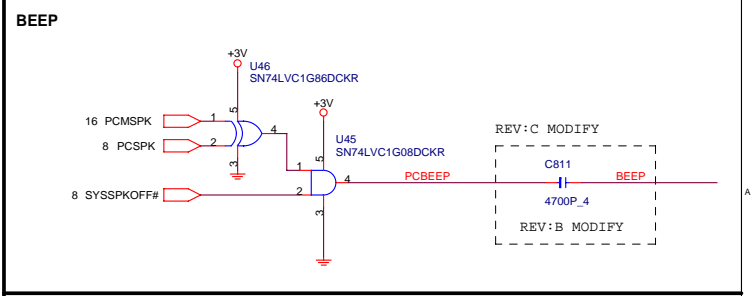 BEEP
+3V
U46
SN74LVC1G86DCKR
5
16 PCMSPK
1
8 PCSPK
2
4
3
+3V
U45
SN74LVC1G08DCKR
5
1
8 SYSSPKOFF#
2
4
3
PCBEEP
REV:C MODIFY
C811
BEEP
4700P_4
REV:B MODIFY
A